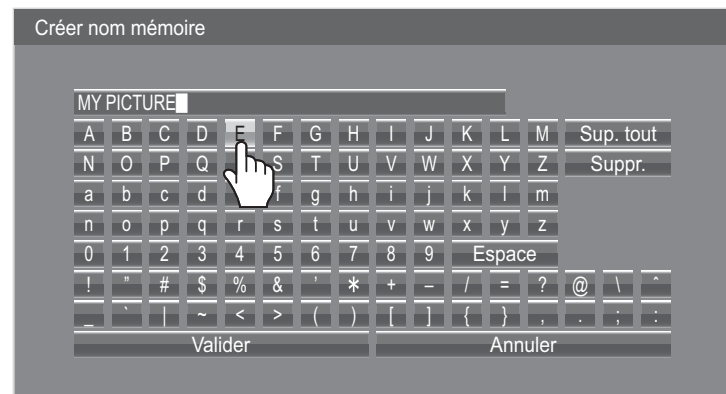 Créer nom mémoire
MY PICTURE
A B C D E F G H I J K L M Sup. tout
N O P Q S T U V W X Y Z Suppr.
a b c d f g h i j k l m
n o p q r s t u v w x y z
0 1 2 3 4 5 6 7 8 9 Espace
! " # $ % & ' * + – / = ? @ \ ^
_ ` | ~ < > ( ) [ ] { } , . ; :
Valider Annuler